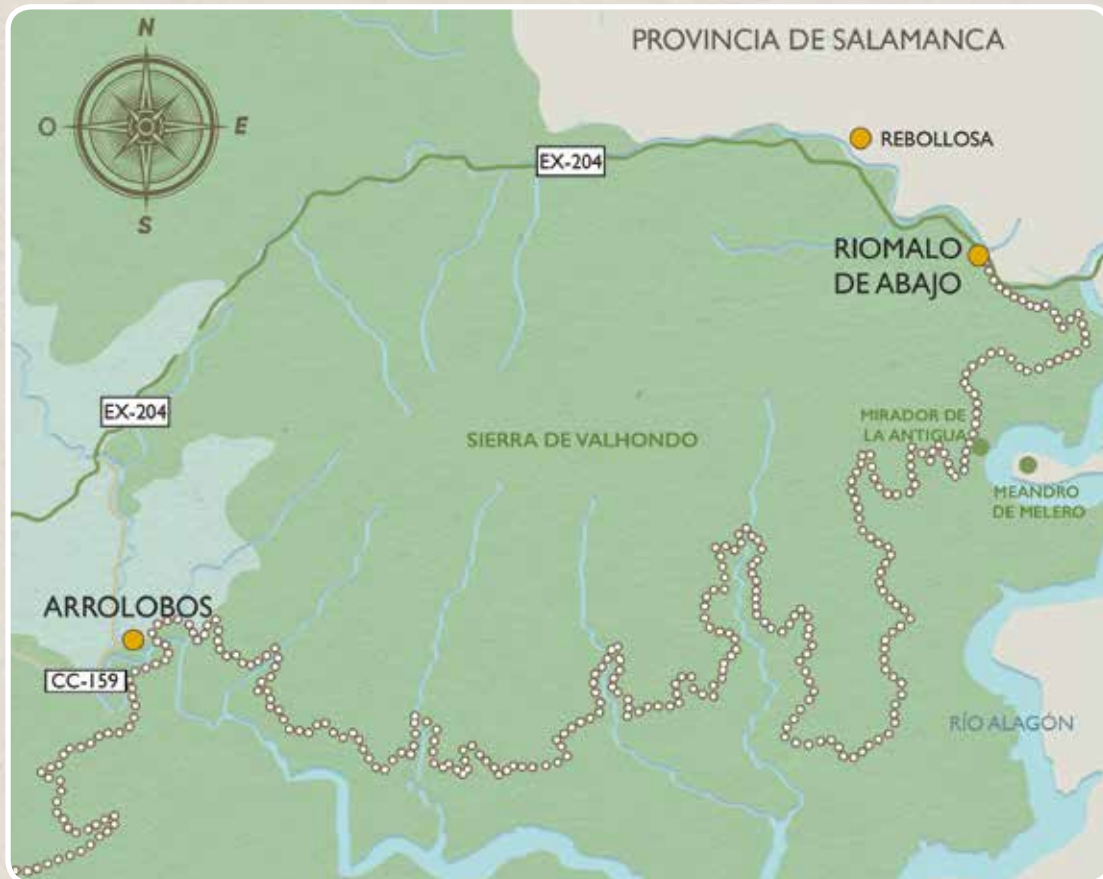 N
PROVINCIA DE SALAMANCA
O
E
S
EX-204
REBOLLOSA
RIOMALO
DE ABAJO
EX-204
MIRADOR DE
LA ANTIGUA
SIERRA DE VALHONDO
MEANDRO
DE MELERO
ARROLOBOS
CC-159
RÍO ALAGÓN